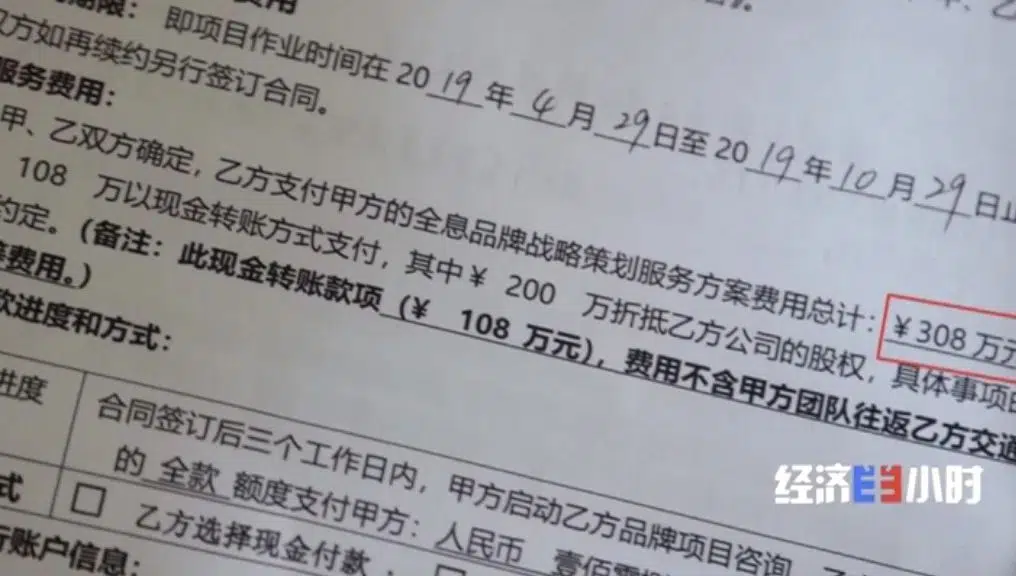 期限：即项目作业时间在 2019 年 4 月 29 日至 2019 年 10 月 29 日止
双方如再续约另行签订合同。
服务费用：
甲、乙双方确定，乙方支付甲方的全息品牌战略策划服务方案费用总计：￥308 万元
108 万以现金转账方式支付，其中￥ 200 万折抵乙方公司的股权，具体事项
约定。（备注：此现金转账款项（￥ 108 万元），费用不含甲方团队往返乙方交通
费用。）
款进度和方式：
进度
合同签订后三个工作日内，甲方启动乙方品牌项目咨询，乙
的 全款 额度支付甲方：人民币 壹佰零捌
式
□ 乙方选择现金付款，
行账户信息：
经济半小时